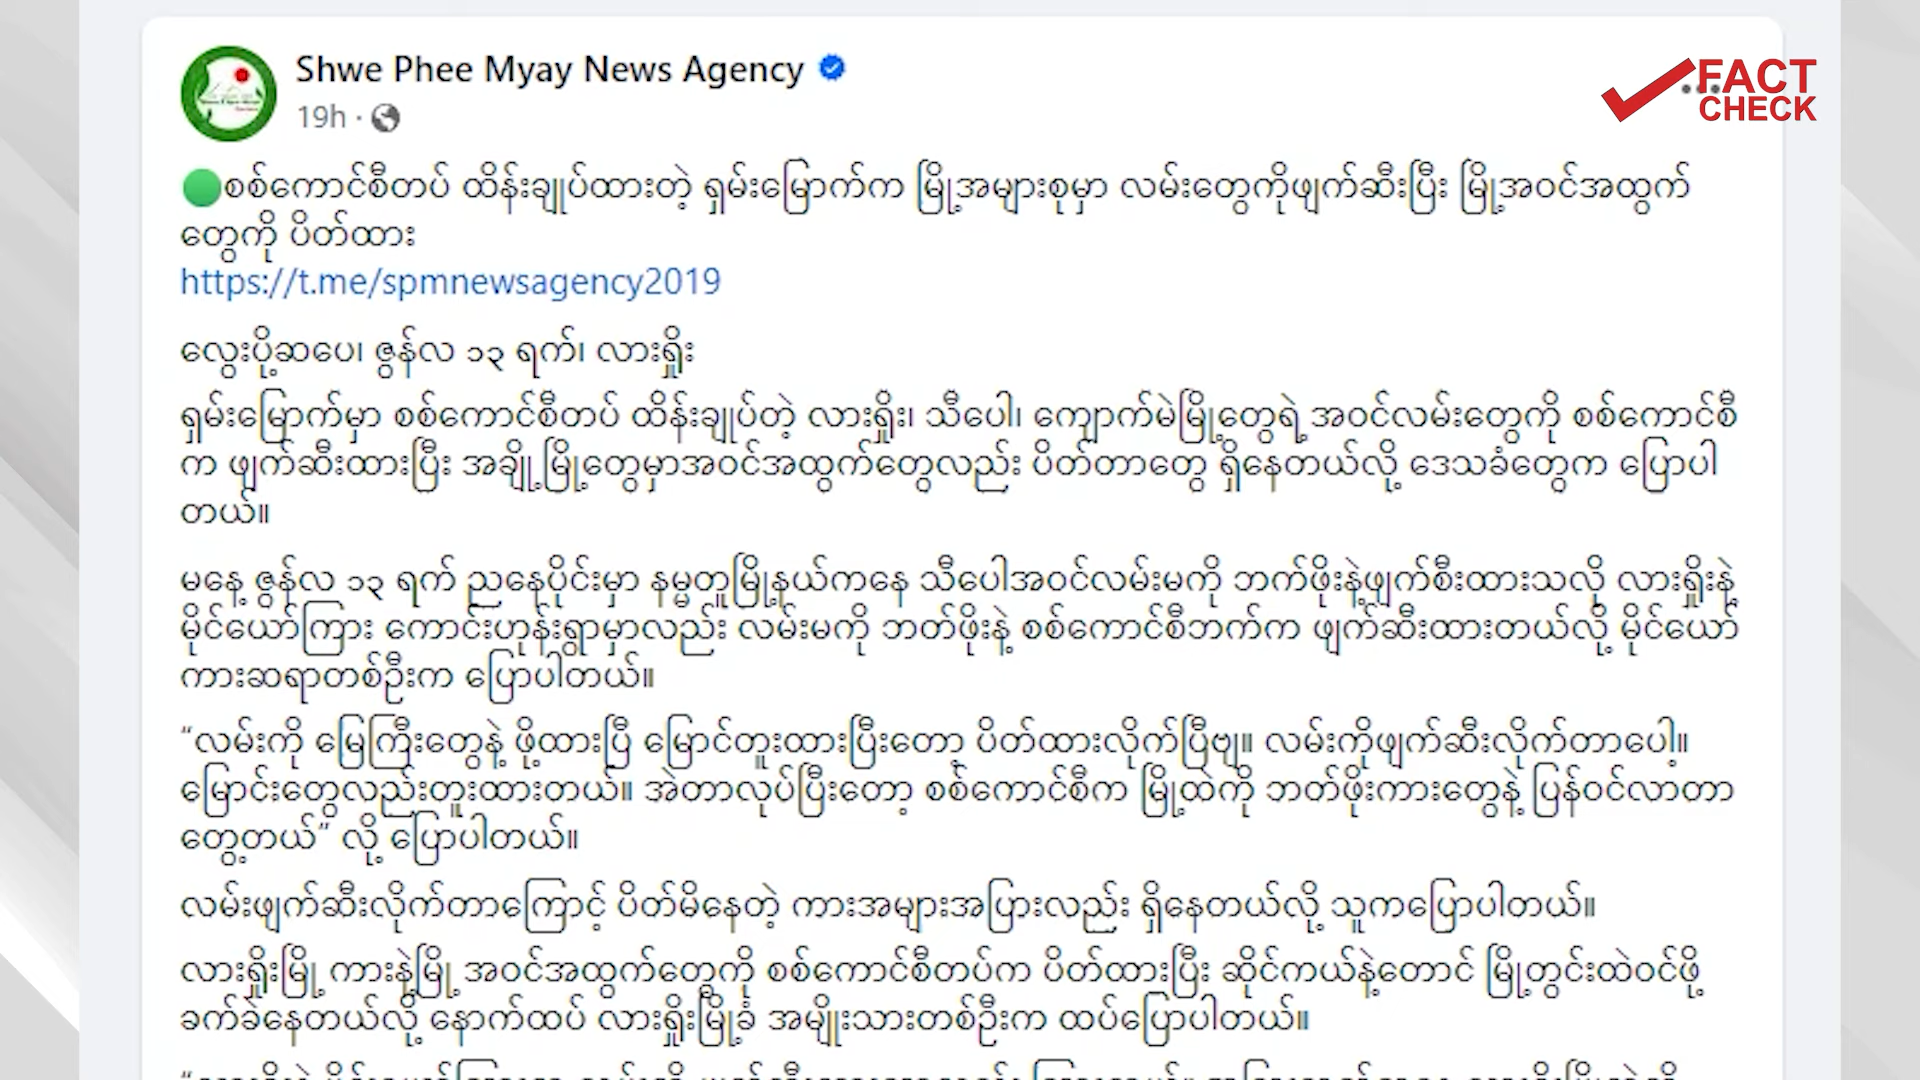 Shwe Phee Myay News Agency
19h ·
FACT
CHECK
စစ်ကောင်စီတပ် ထိန်းချုပ်ထားတဲ့ ရှမ်းမြောက်က မြို့အများစုမှာ လမ်းတွေကိုဖျက်ဆီးပြီး မြို့အဝင်အထွက်
တွေကို ပိတ်ထား
https://t.me/spmnewsagency2019
လွေးပို့ဆပေ၊ ဇွန်လ ၁၃ ရက်၊ လားရှိုး
ရှမ်းမြောက်မှာ စစ်ကောင်စီတပ် ထိန်းချုပ်တဲ့ လားရှိုး၊ သီပေါ၊ ကျောက်မဲမြို့တွေရဲ့အဝင်လမ်းတွေကို စစ်ကောင်စီ
က ဖျက်ဆီးထားပြီး အချို့မြို့တွေမှာအဝင်အထွက်တွေလည်း ပိတ်တာတွေ ရှိနေတယ်လို့ ဒေသခံတွေက ပြောပါ
တယ်။
မနေ့ ဇွန်လ ၁၃ ရက် ညနေပိုင်းမှာ နမ္မတူမြို့နယ်ကနေ သီပေါအဝင်လမ်းမကို ဘက်ဖိုးနဲ့ဖျက်စီးထားသလို လားရှိုးနဲ့
မိုင်ယော်ကြား ကောင်းဟုန်းရွာမှာလည်း လမ်းမကို ဘတ်ဖိုးနဲ့ စစ်ကောင်စီဘက်က ဖျက်ဆီးထားတယ်လို့ မိုင်ယော်
ကားဆရာတစ်ဦးက ပြောပါတယ်။
“လမ်းကို မြေကြီးတွေနဲ့ ဖို့ထားပြီ မြောင်တူးထားပြီးတော့ ပိတ်ထားလိုက်ပြီဗျ။ လမ်းကိုဖျက်ဆီးလိုက်တာပေါ့။
မြောင်းတွေလည်းတူးထားတယ်။ အဲတာလုပ်ပြီးတော့ စစ်ကောင်စီက မြို့ထဲကို ဘတ်ဖိုးကားတွေနဲ့ ပြန်ဝင်လာတာ
တွေ့တယ်” လို့ ပြောပါတယ်။
လမ်းဖျက်ဆီးလိုက်တာကြောင့် ပိတ်မိနေတဲ့ ကားအများအပြားလည်း ရှိနေတယ်လို့ သူကပြောပါတယ်။
လားရှိုးမြို့ ကားနဲ့မြို့ အဝင်အထွက်တွေကို စစ်ကောင်စီတပ်က ပိတ်ထားပြီး ဆိုင်ကယ်နဲ့တောင် မြို့တွင်းထဲဝင်ဖို့
ခက်ခဲနေတယ်လို့ နောက်ထပ် လားရှိုးမြို့ခံ အမျိုးသားတစ်ဦးက ထပ်ပြောပါတယ်။